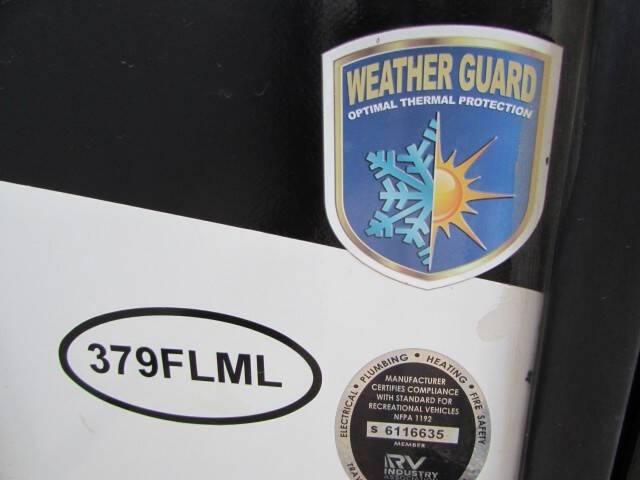 WEATHER GUARD
OPTIMAL THERMAL PROTECTION
379FLML
ELECTRICAL • PLUMBING • HEATING • FIRE SAFETY
MANUFACTURER
CERTIFIES COMPLIANCE
WITH STANDARD FOR
RECREATIONAL VEHICLES
NFPA 1192
S 6116635
MEMBER
RV
INDUSTRY